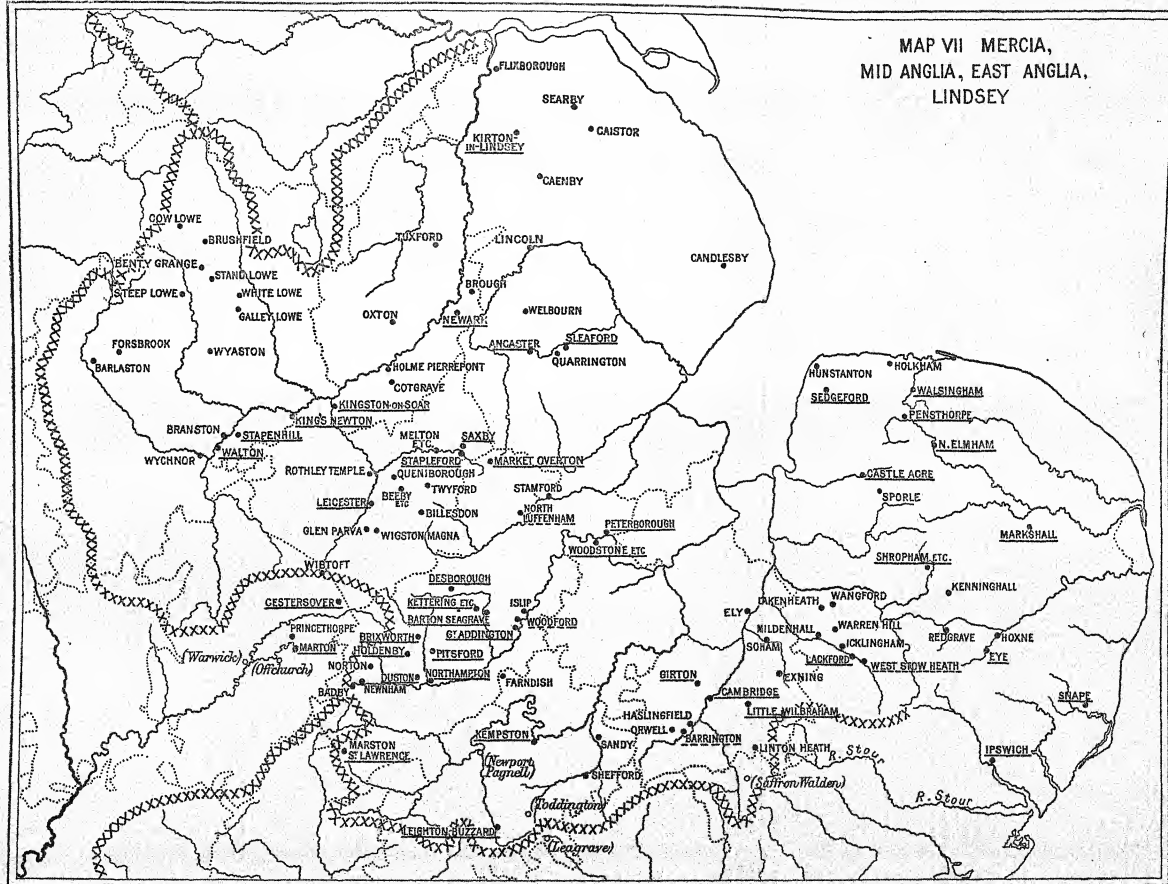 MAP VII MERCIA,
MID ANGLIA, EAST ANGLIA,
LINDSEY
FLIXBOROUGH
SEARBY
CAISTOR
KIRTON-
IN-LINDSEY
CAENBY
COW LOWE
BRUSHFIELD
TUXFORD
LINCOLN
BENTY GRANGE
STAND LOWE
CANDLESBY
STEEP LOWE
WHITE LOWE
BROUGH
GALLEY LOWE
OXTON
NEWARK
WELBOURN
FORSBROOK
WYASTON
ANCASTER
SLEAFORD
QUARRINGTON
BARLASTON
HOLME PIERREPONT
COTGRAVE
HUNSTANTON
HOLKHAM
SEDGEFORD
WALSINGHAM
KINGSTON-ON-SOAR
KINGS NEWTON
PENSTHORPE
BRANSTON
STAPENHILL
MELTON
ETC.
SAXBY
N. ELMHAM
WYCHNOR
WALTON
STAPLEFORD
MARKET OVERTON
ROTHLEY TEMPLE
QUENIBOROUGH
CASTLE ACRE
BEEBY
ETC
TWYFORD
STAMFORD
SPORLE
LEICESTER
BILLESDON
NORTH
LUFFENHAM
PETERBOROUGH
MARKSHALL
GLEN PARVA
WIGSTON MAGNA
WOODSTONE ETC
SHROPHAM ETC.
WIBTOFT
DESBOROUGH
KENNINGHALL
CESTERSOVER
KETTERING ETC
ISLIP
ELY
LAKENHEATH
WANGFORD
BARTON SEAGRAVE
WOODFORD
PRINCETHORPE
BRIXWORTH
GT ADDINGTON
MILDENHALL
WARREN HILL
REDGRAVE
HOXNE
MARTON
HOLDENBY
PITSFORD
SOHAM
ICKLINGHAM
EYE
(Warwick)
(Offchurch)
NORTON
LACKFORD
WEST STOW HEATH
DUSTON
NORTHAMPTON
FARNDISH
GIRTON
EXNING
BADBY
NEWNHAM
CAMBRIDGE
SNAPE
HASLINGFIELD
LITTLE WILBRAHAM
ORWELL
BARRINGTON
KEMPSTON
SANDY
MARSTON
ST. LAWRENCE
(Newport
Pagnell)
LINTON HEATH
R. Stour
IPSWICH
SHEFFORD
(Saffron Walden)
(Toddington)
R. Stour
LEIGHTON BUZZARD
(Leagrave)